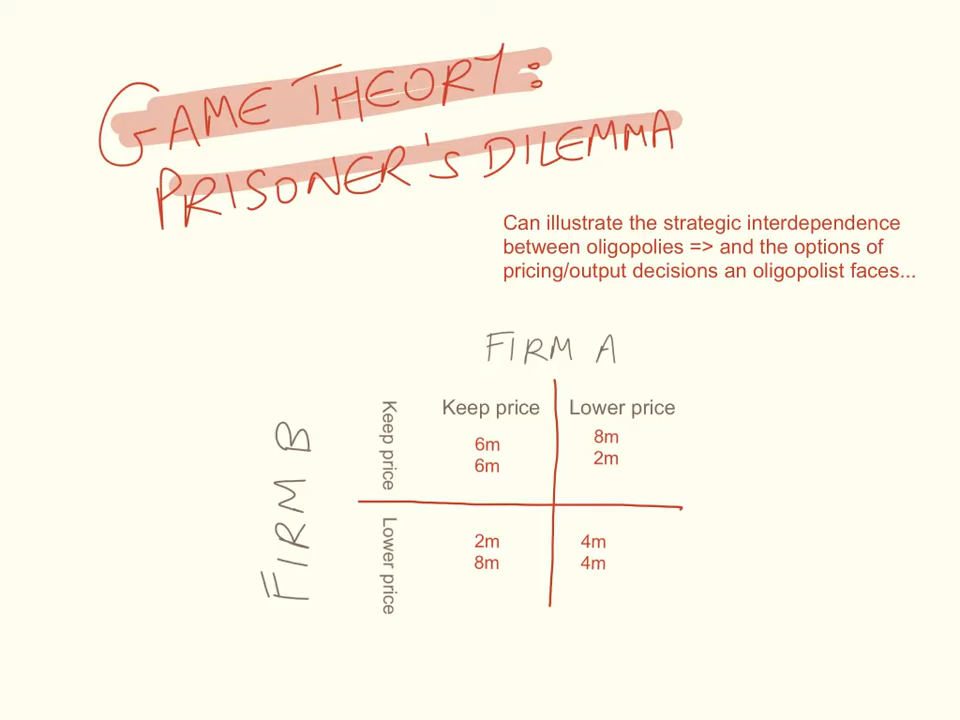 GAME THEORY:
PRISONER'S DILEMMA
Can illustrate the strategic interdependence
between oligopolies => and the options of
pricing/output decisions an oligopolist faces...
FIRM A
Keep price
Lower price
FIRM B
Keep price
6m
6m
8m
2m
Lower price
2m
8m
4m
4m